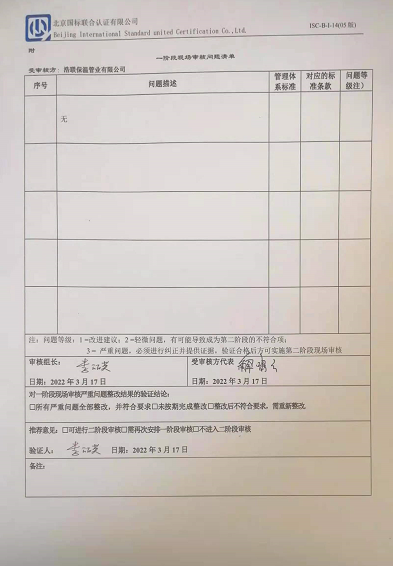 北京国标联合认证有限公司
Beijing International Standard united Certification Co.,Ltd.
ISC-B-I-14(05版)
附
一阶段现场审核问题清单
受审核方：浩联保温管业有限公司
序号 问题描述 管理体系标准 对应的标准条款 问题等级注）
无
注：问题等级：1 =改进建议；2 =轻微问题，有可能导致成为第二阶段的不符合项；
3 = 严重问题，必须进行纠正并提供证据，验证合格后方可实施第二阶段现场审核
审核组长： 受审核方代表
日期：2022 年 3 月 17 日 日期：2022 年 3 月 17 日
对一阶段现场审核严重问题整改结果的验证结论：
□所有严重问题全部整改，并符合要求□未按期完成整改□整改后不符合要求，需重新整改.
推荐意见：□可进行二阶段审核□需再次安排一阶段审核□不进入二阶段审核
验证人： 日期：2022 年 3 月 17 日
备注：